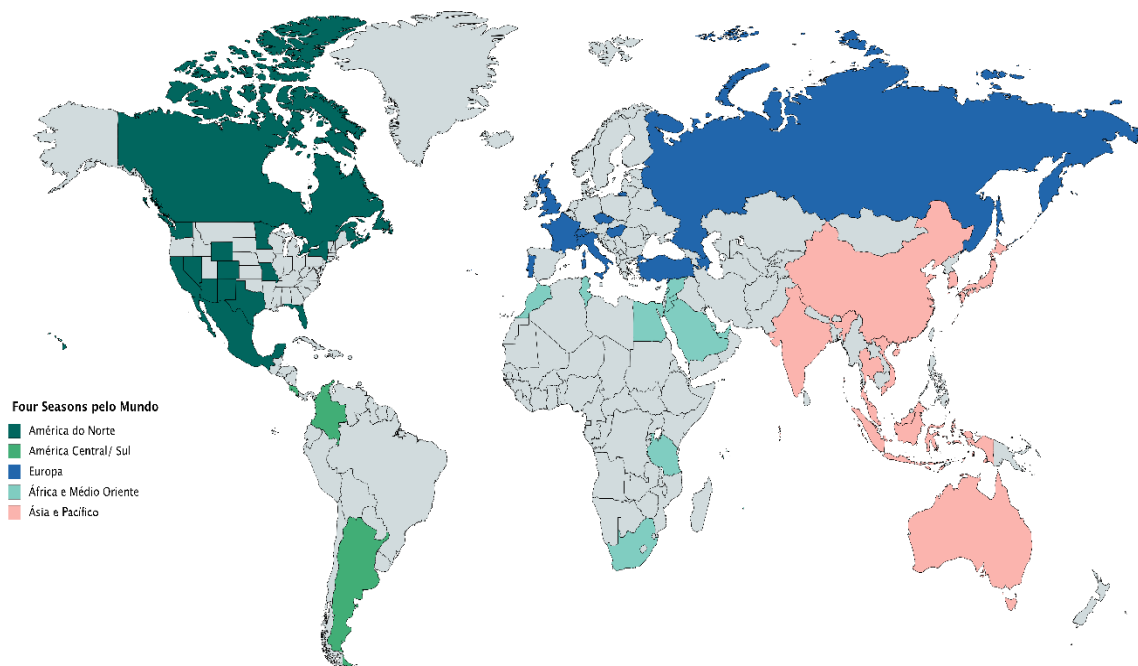 Four Seasons pelo Mundo
América do Norte
América Central/ Sul
Europa
África e Médio Oriente
Ásia e Pacífico